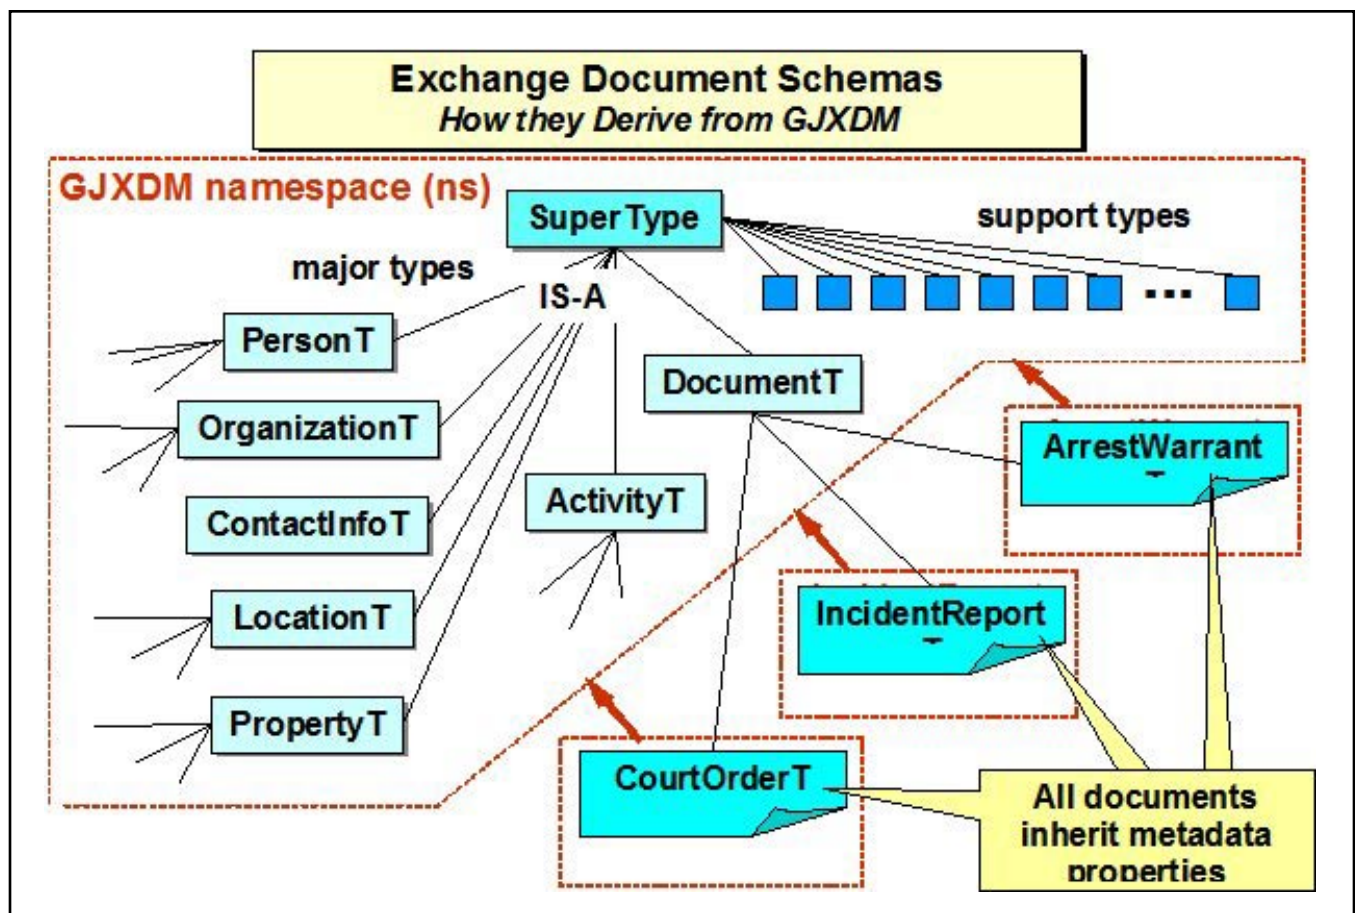 Exchange Document Schemas
How they Derive from GJXDM
GJXDM namespace (ns)
SuperType
support types
major types
IS-A
...
PersonT
DocumentT
OrganizationT
ArrestWarrant
ActivityT
ContactInfoT
IncidentReport
LocationT
PropertyT
CourtOrderT
All documents
inherit metadata
properties